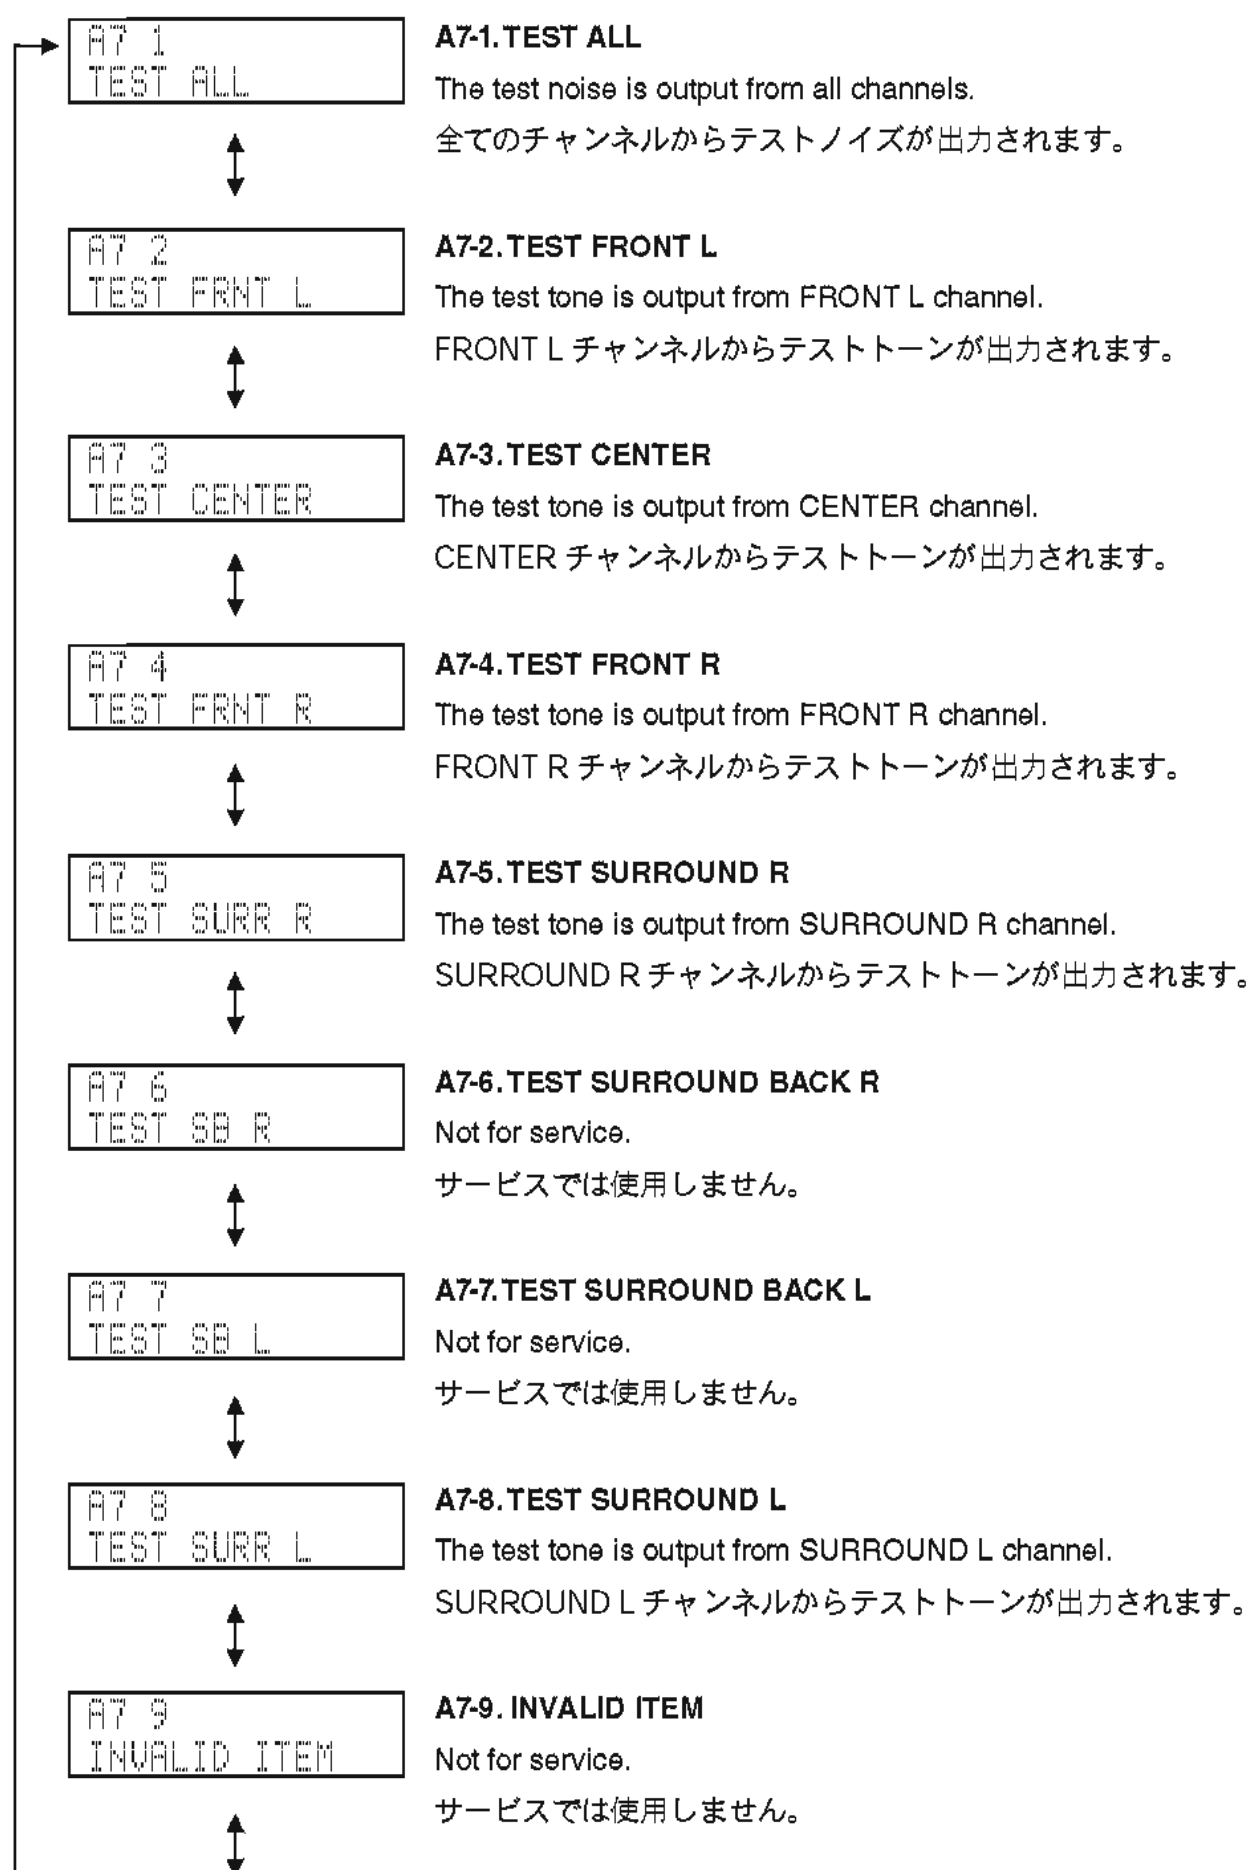 A7 1
TEST ALL
A7-1. TEST ALL
The test noise is output from all channels.
全てのチャンネルからテストノイズが出力されます。
A7 2
TEST FRNT L
A7-2. TEST FRONT L
The test tone is output from FRONT L channel.
FRONT L チャンネルからテストトーンが出力されます。
A7 3
TEST CENTER
A7-3. TEST CENTER
The test tone is output from CENTER channel.
CENTER チャンネルからテストトーンが出力されます。
A7 4
TEST FRNT R
A7-4. TEST FRONT R
The test tone is output from FRONT R channel.
FRONT R チャンネルからテストトーンが出力されます。
A7 5
TEST SURR R
A7-5. TEST SURROUND R
The test tone is output from SURROUND R channel.
SURROUND R チャンネルからテストトーンが出力されます。
A7 6
TEST SB R
A7-6. TEST SURROUND BACK R
Not for service.
サービスでは使用しません。
A7 7
TEST SB L
A7-7. TEST SURROUND BACK L
Not for service.
サービスでは使用しません。
A7 8
TEST SURR L
A7-8. TEST SURROUND L
The test tone is output from SURROUND L channel.
SURROUND L チャンネルからテストトーンが出力されます。
A7 9
INVALID ITEM
A7-9. INVALID ITEM
Not for service.
サービスでは使用しません。